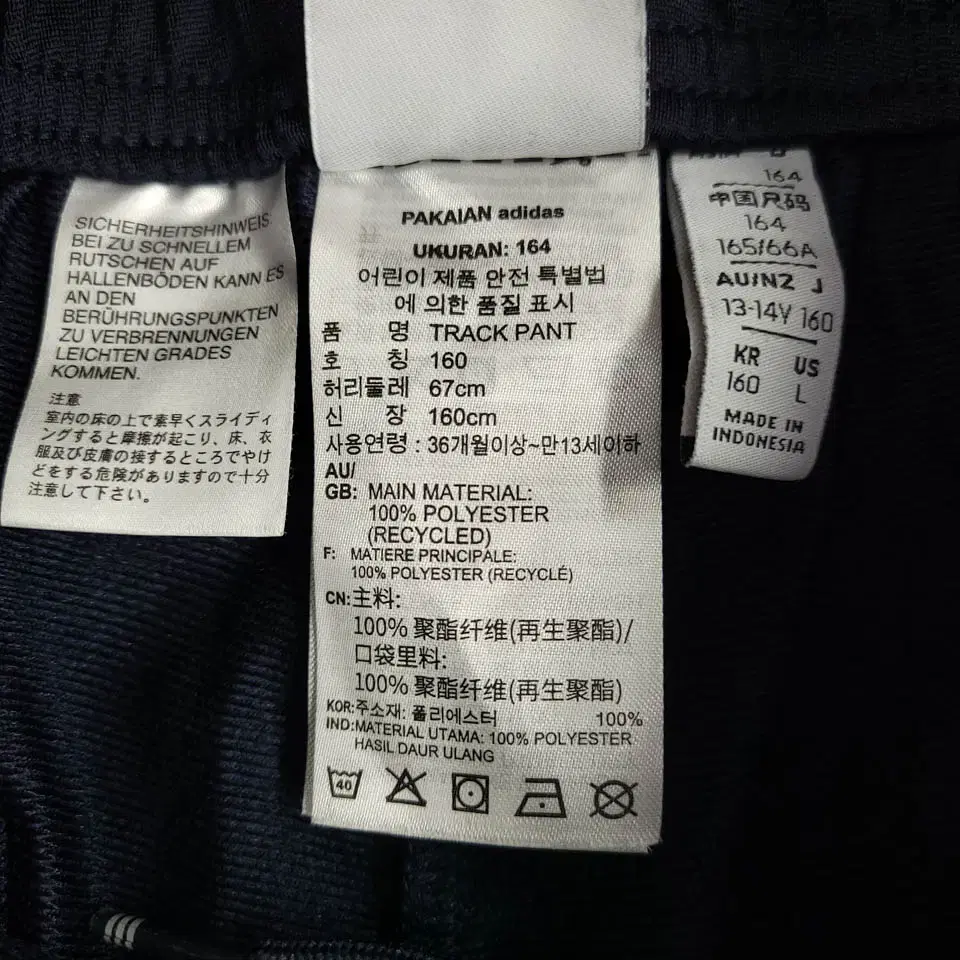 SICHERHEITSHINWEIS:
BEI ZU SCHNELLEM
RUTSCHEN AUF
HALLENBÖDEN KANN ES
AN DEN
BERÜHRUNGSPUNKTEN
ZU VERBRENNUNGEN
LEICHTEN GRADES
KOMMEN.
注意
室内の床の上で素早くスライディ
ングすると摩擦が起こり、床、衣
服及び皮膚の接するところでやけ
どをする危険がありますので十分
注意して下さい。
PAKAIAN adidas
UKURAN: 164
어린이 제품 안전 특별법
에 의한 품질 표시
품 명 TRACK PANT
호 칭 160
허리둘레 67cm
신 장 160cm
사용연령 : 36개월이상~만13세이하
AU/
GB: MAIN MATERIAL:
100% POLYESTER
(RECYCLED)
F: MATIERE PRINCIPALE:
100% POLYESTER (RECYCLÉ)
CN:主料:
100% 聚酯纤维(再生聚酯)/
口袋里料:
100% 聚酯纤维(再生聚酯)
KOR:주소재: 폴리에스터 100%
IND:MATERIAL UTAMA: 100% POLYESTER
HASIL DAUR ULANG
40
164
中国尺码
164
165/66A
AU/NZ J
13-14Y 160
KR US
160 L
MADE IN
INDONESIA